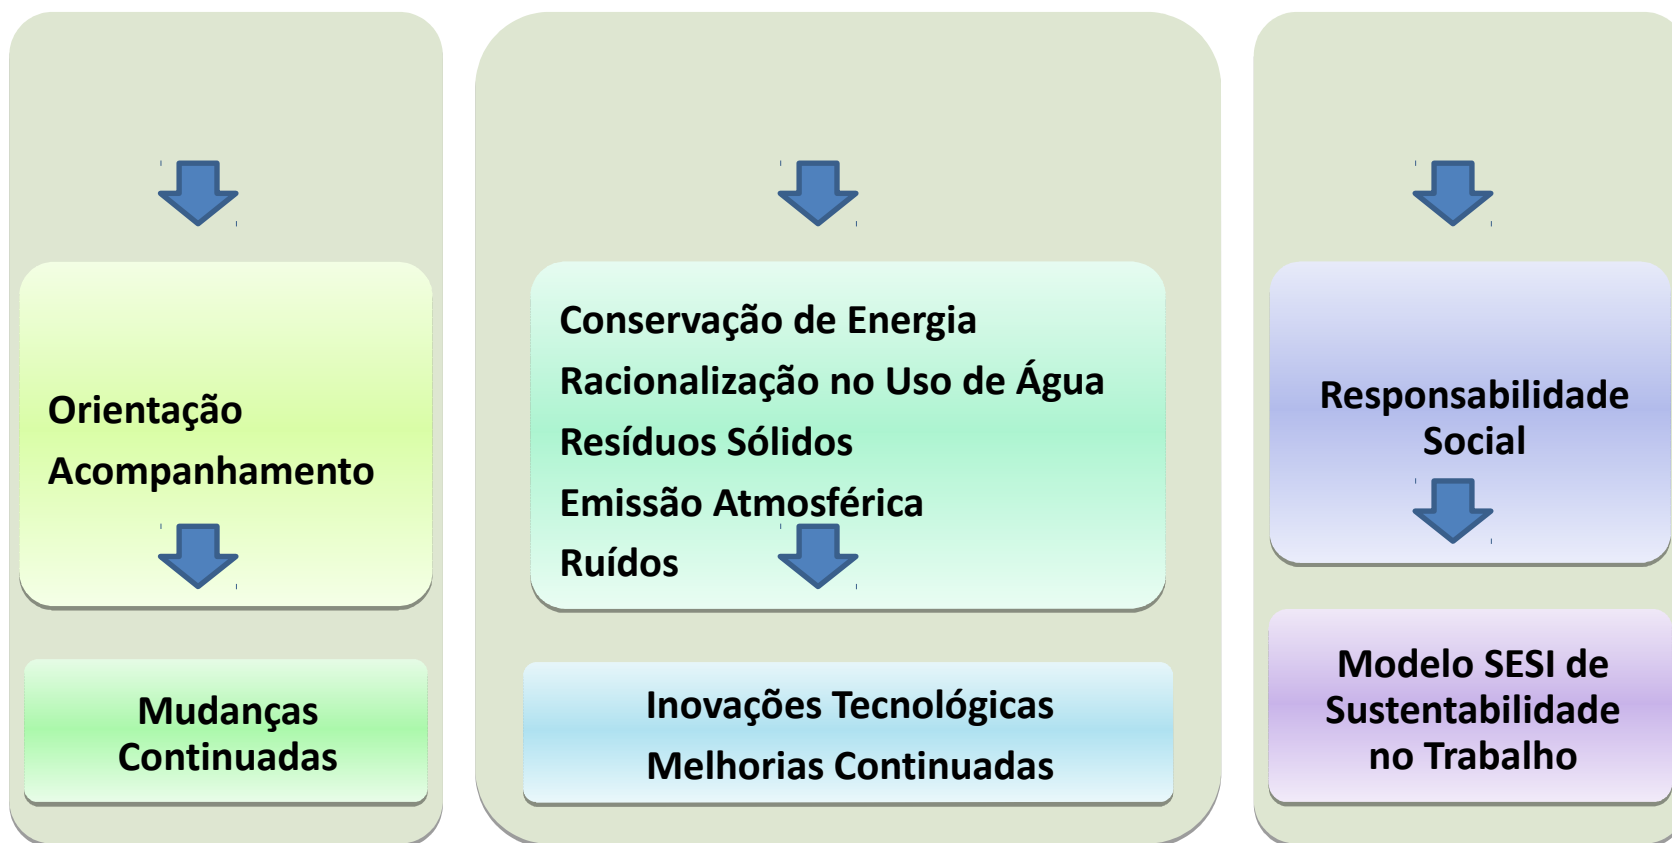 Orientação
Acompanhamento
Mudanças
Continuadas
Conservação de Energia
Racionalização no Uso de Água
Resíduos Sólidos
Emissão Atmosférica
Ruídos
Inovações Tecnológicas
Melhorias Continuadas
Responsabilidade
Social
Modelo SESI de
Sustentabilidade
no Trabalho